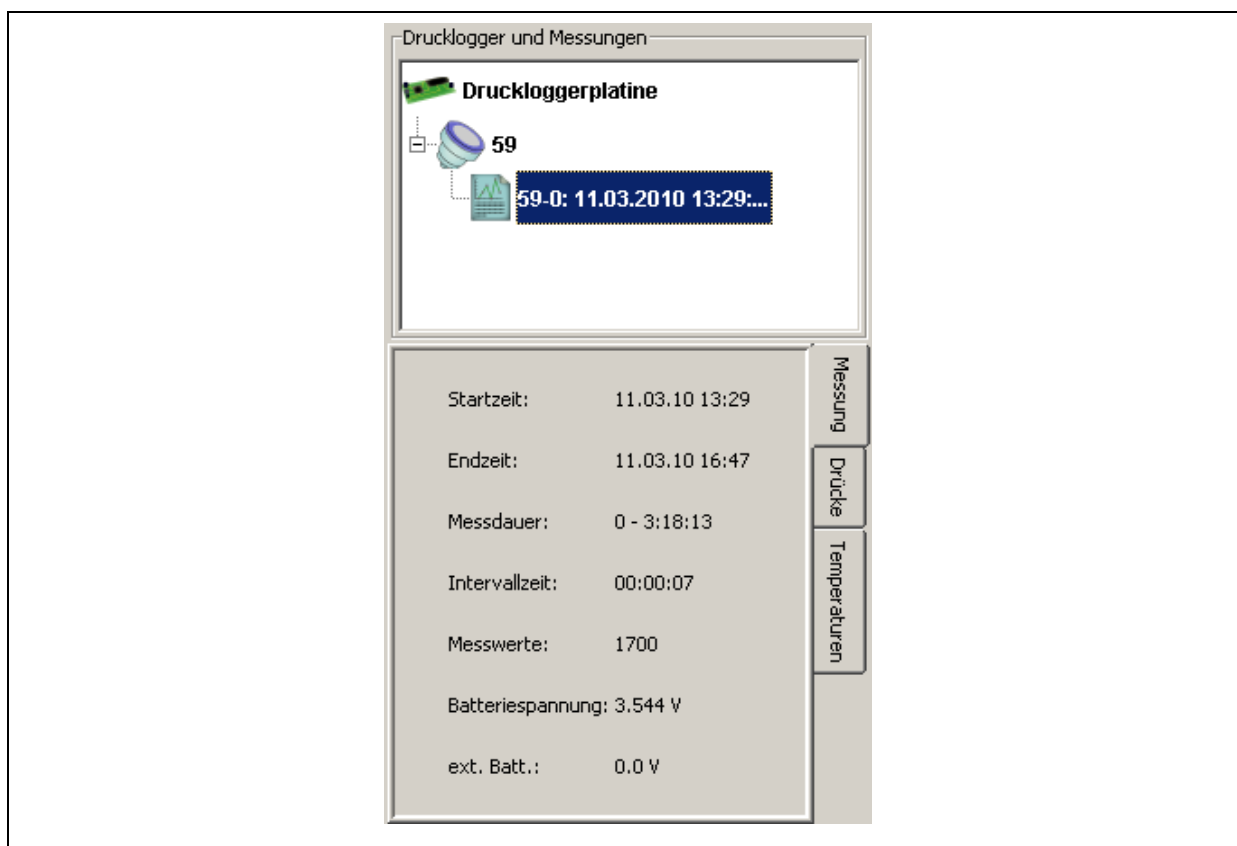 Drucklogger und Messungen
Druckloggerplatine
59
59-0: 11.03.2010 13:29:...
Messung
Drücke
Temperaturen
Startzeit: 11.03.10 13:29
Endzeit: 11.03.10 16:47
Messdauer: 0 - 3:18:13
Intervallzeit: 00:00:07
Messwerte: 1700
Batteriespannung: 3.544 V
ext. Batt.: 0.0 V